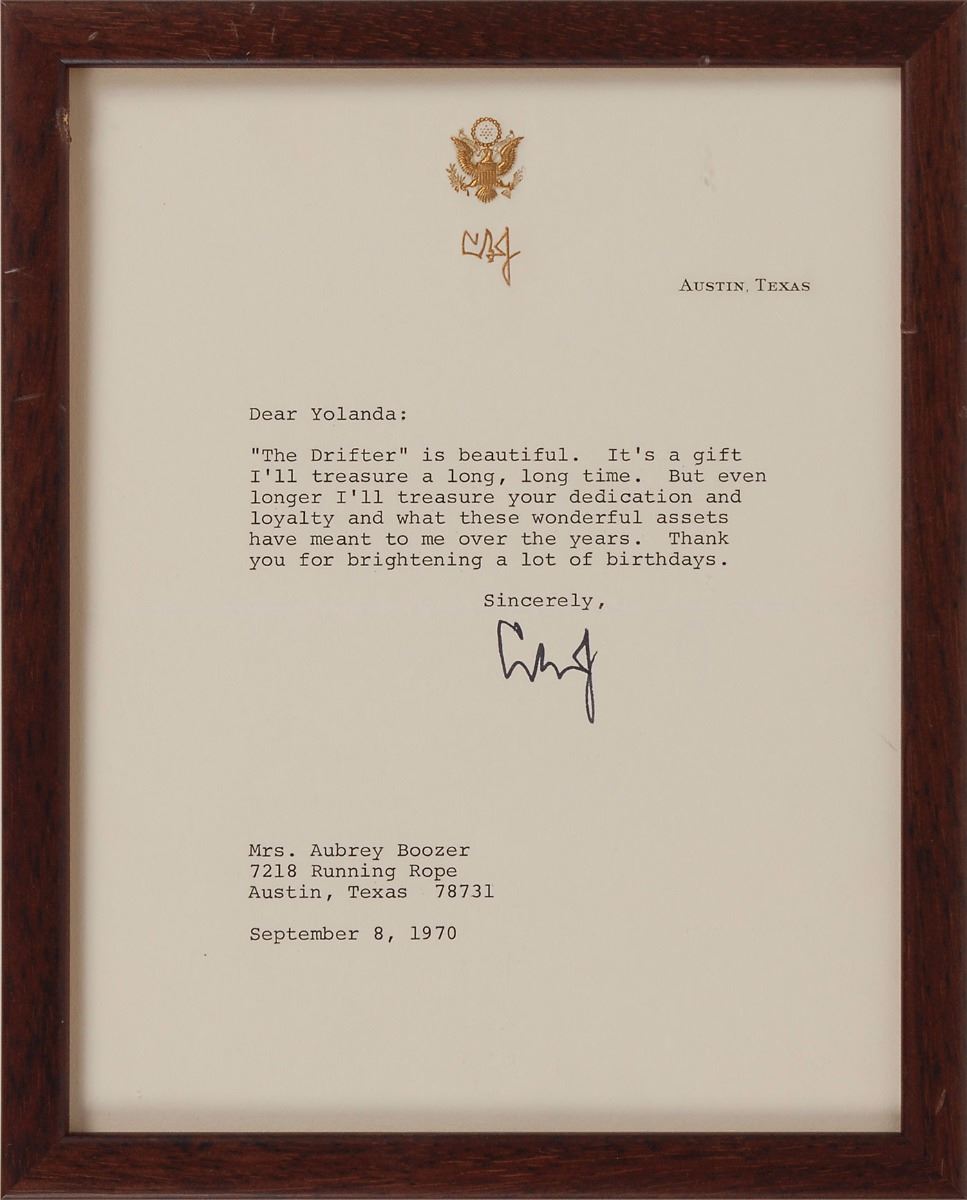 LBJ
AUSTIN, TEXAS
Dear Yolanda:
"The Drifter" is beautiful.  It's a gift
I'll treasure a long, long time.  But even
longer I'll treasure your dedication and
loyalty and what these wonderful assets
have meant to me over the years.  Thank
you for brightening a lot of birthdays.
Sincerely,
Mrs. Aubrey Boozer
7218 Running Rope
Austin, Texas  78731
September 8, 1970